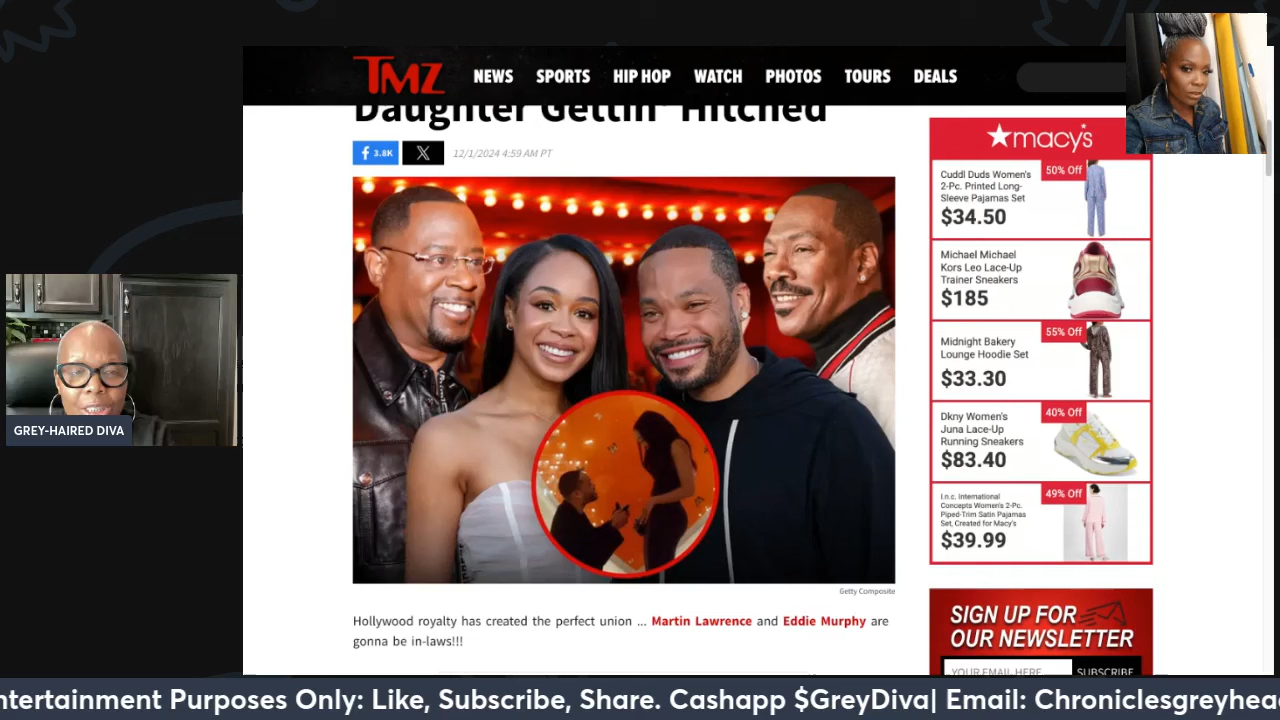 TMZ
NEWS SPORTS HIP HOP WATCH PHOTOS TOURS DEALS
Daughter Gettin' Hitched
3.8K
12/1/2024 4:59 AM PT
macy's
Cuddl Duds Women's
2-Pc. Printed Long-
Sleeve Pajamas Set
$34.50
50% Off
Michael Michael
Kors Leo Lace-Up
Trainer Sneakers
$185
Midnight Bakery
Lounge Hoodie Set
$33.30
55% Off
Dkny Women's
Juna Lace-Up
Running Sneakers
$83.40
40% Off
I.n.c. International
Concepts Women's 2-Pc.
Piped-Trim Satin Pajamas
Set, Created for Macy's
$39.99
49% Off
GREY-HAIRED DIVA
Getty Composite
Hollywood royalty has created the perfect union ... Martin Lawrence and Eddie Murphy are
gonna be in-laws!!!
SIGN UP FOR
OUR NEWSLETTER
YOUR EMAIL HERE
SUBSCRIBE
ntertainment Purposes Only: Like, Subscribe, Share. Cashapp $GreyDiva| Email: Chroniclesgreyhea